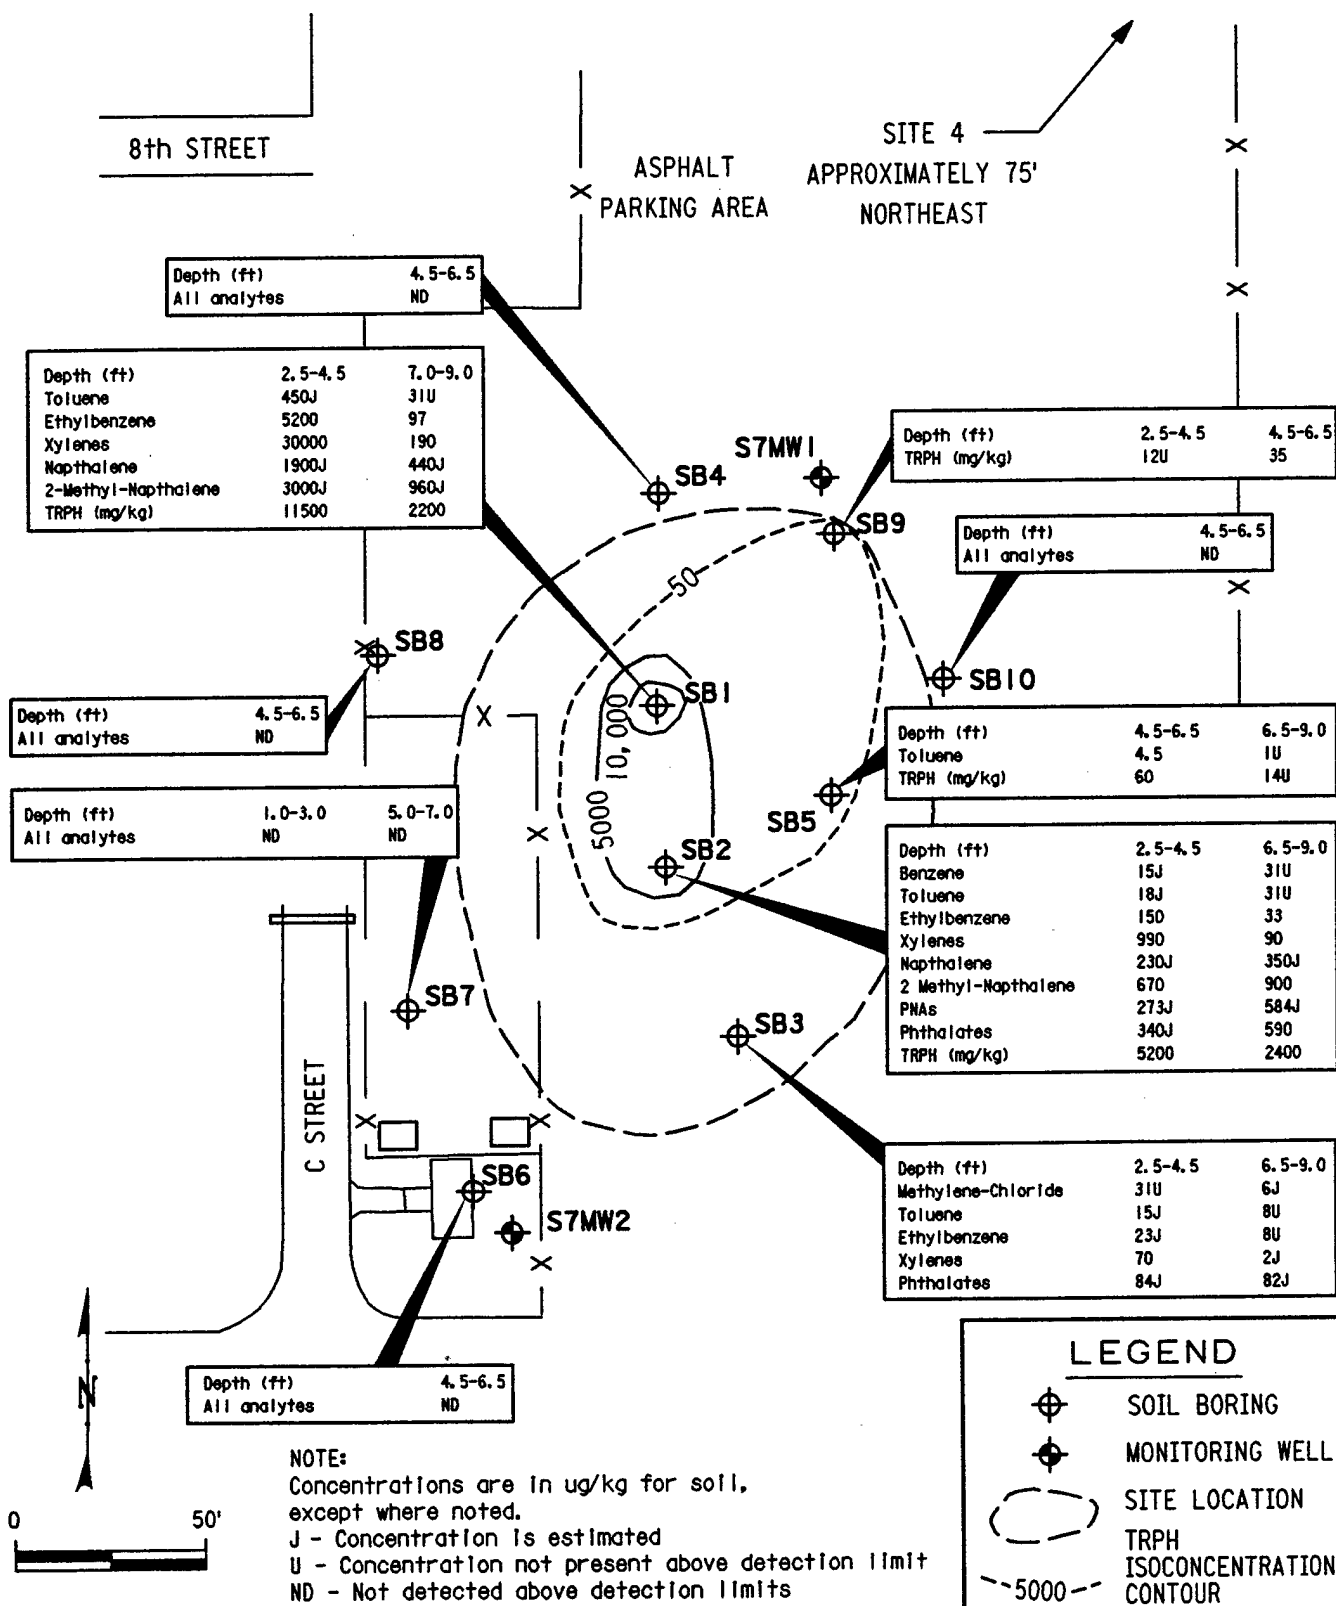 8th STREET
ASPHALT
PARKING AREA
SITE 4
APPROXIMATELY 75'
NORTHEAST
Depth (ft) 4.5-6.5
All analytes ND
Depth (ft) 2.5-4.5 7.0-9.0
Toluene 450J 31U
Ethylbenzene 5200 97
Xylenes 30000 190
Napthalene 1900J 440J
2-Methyl-Napthalene 3000J 960J
TRPH (mg/kg) 11500 2200
S7MW1
SB4
SB9
Depth (ft) 2.5-4.5 4.5-6.5
TRPH (mg/kg) 12U 35
Depth (ft) 4.5-6.5
All analytes ND
50
SB8
SB1
SB10
10,000
5000
Depth (ft) 4.5-6.5
All analytes ND
Depth (ft) 4.5-6.5 6.5-9.0
Toluene 4.5 1U
TRPH (mg/kg) 60 14U
SB5
Depth (ft) 1.0-3.0 5.0-7.0
All analytes ND ND
SB2
Depth (ft) 2.5-4.5 6.5-9.0
Benzene 15J 31U
Toluene 18J 31U
Ethylbenzene 150 33
Xylenes 990 90
Napthalene 230J 350J
2 Methyl-Napthalene 670 900
PNAs 273J 584J
Phthalates 340J 590
TRPH (mg/kg) 5200 2400
SB7
SB3
C STREET
SB6
S7MW2
Depth (ft) 2.5-4.5 6.5-9.0
Methylene-Chloride 31U 6J
Toluene 15J 8U
Ethylbenzene 23J 8U
Xylenes 70 2J
Phthalates 84J 82J
Depth (ft) 4.5-6.5
All analytes ND
N
0 50'
NOTE:
Concentrations are in ug/kg for soil,
except where noted.
J - Concentration is estimated
U - Concentration not present above detection limit
ND - Not detected above detection limits
LEGEND
SOIL BORING
MONITORING WELL
SITE LOCATION
TRPH
ISOCONCENTRATION
5000 CONTOUR